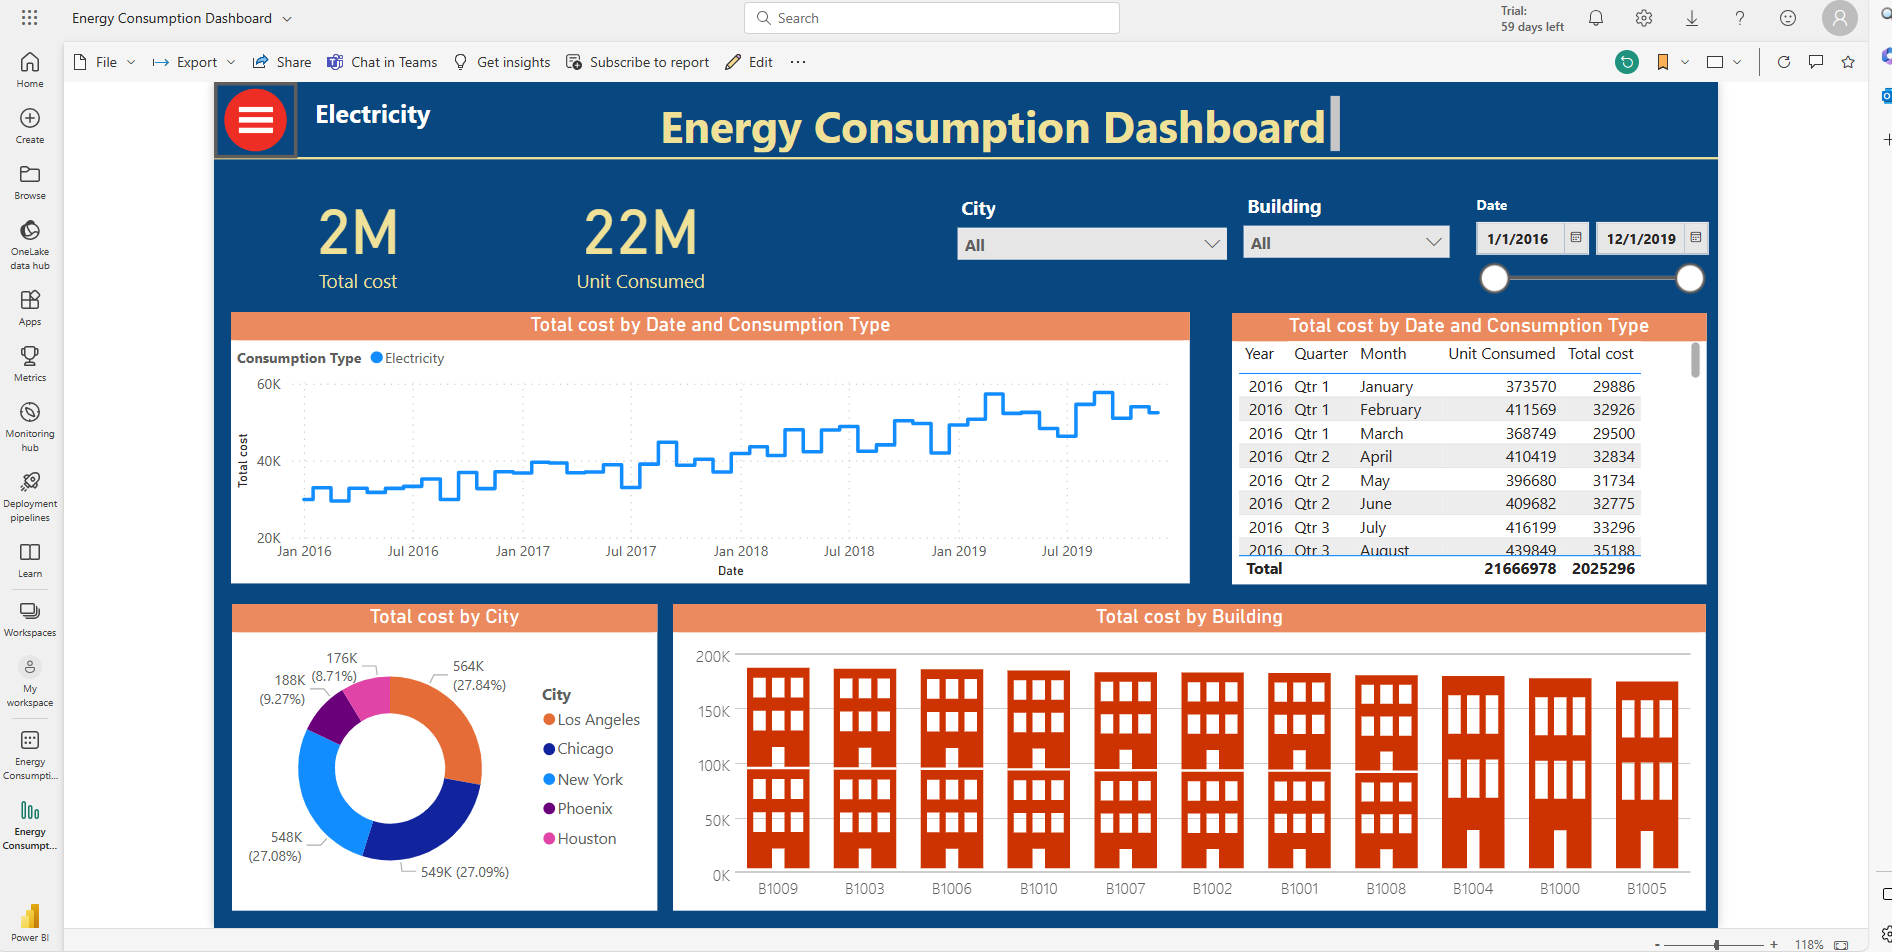 Energy Consumption Dashboard
Search
Trial:
59 days left
File
Export
Share
Chat in Teams
Get insights
Subscribe to report
Edit
Home
Create
Browse
OneLake
data hub
Apps
Metrics
Monitoring
hub
Deployment
pipelines
Learn
Workspaces
My
workspace
Energy
Consumpti...
Energy
Consumpt...
Power BI
Electricity
Energy Consumption Dashboard
2M
Total cost
22M
Unit Consumed
City
All
Building
All
Date
1/1/2016
12/1/2019
Total cost by Date and Consumption Type
Consumption Type Electricity
60K
40K
20K
Total cost
Jan 2016 Jul 2016 Jan 2017 Jul 2017 Jan 2018 Jul 2018 Jan 2019 Jul 2019
Date
Total cost by Date and Consumption Type
Year Quarter Month Unit Consumed Total cost
2016 Qtr 1 January 373570 29886
2016 Qtr 1 February 411569 32926
2016 Qtr 1 March 368749 29500
2016 Qtr 2 April 410419 32834
2016 Qtr 2 May 396680 31734
2016 Qtr 2 June 409682 32775
2016 Qtr 3 July 416199 33296
2016 Qtr 3 August 439849 35188
Total 21666978 2025296
Total cost by City
176K
(8.71%)
188K
(9.27%)
564K
(27.84%)
548K
(27.08%)
549K (27.09%)
City
Los Angeles
Chicago
New York
Phoenix
Houston
Total cost by Building
200K
150K
100K
50K
0K
B1009 B1003 B1006 B1010 B1007 B1002 B1001 B1008 B1004 B1000 B1005
- + 118%